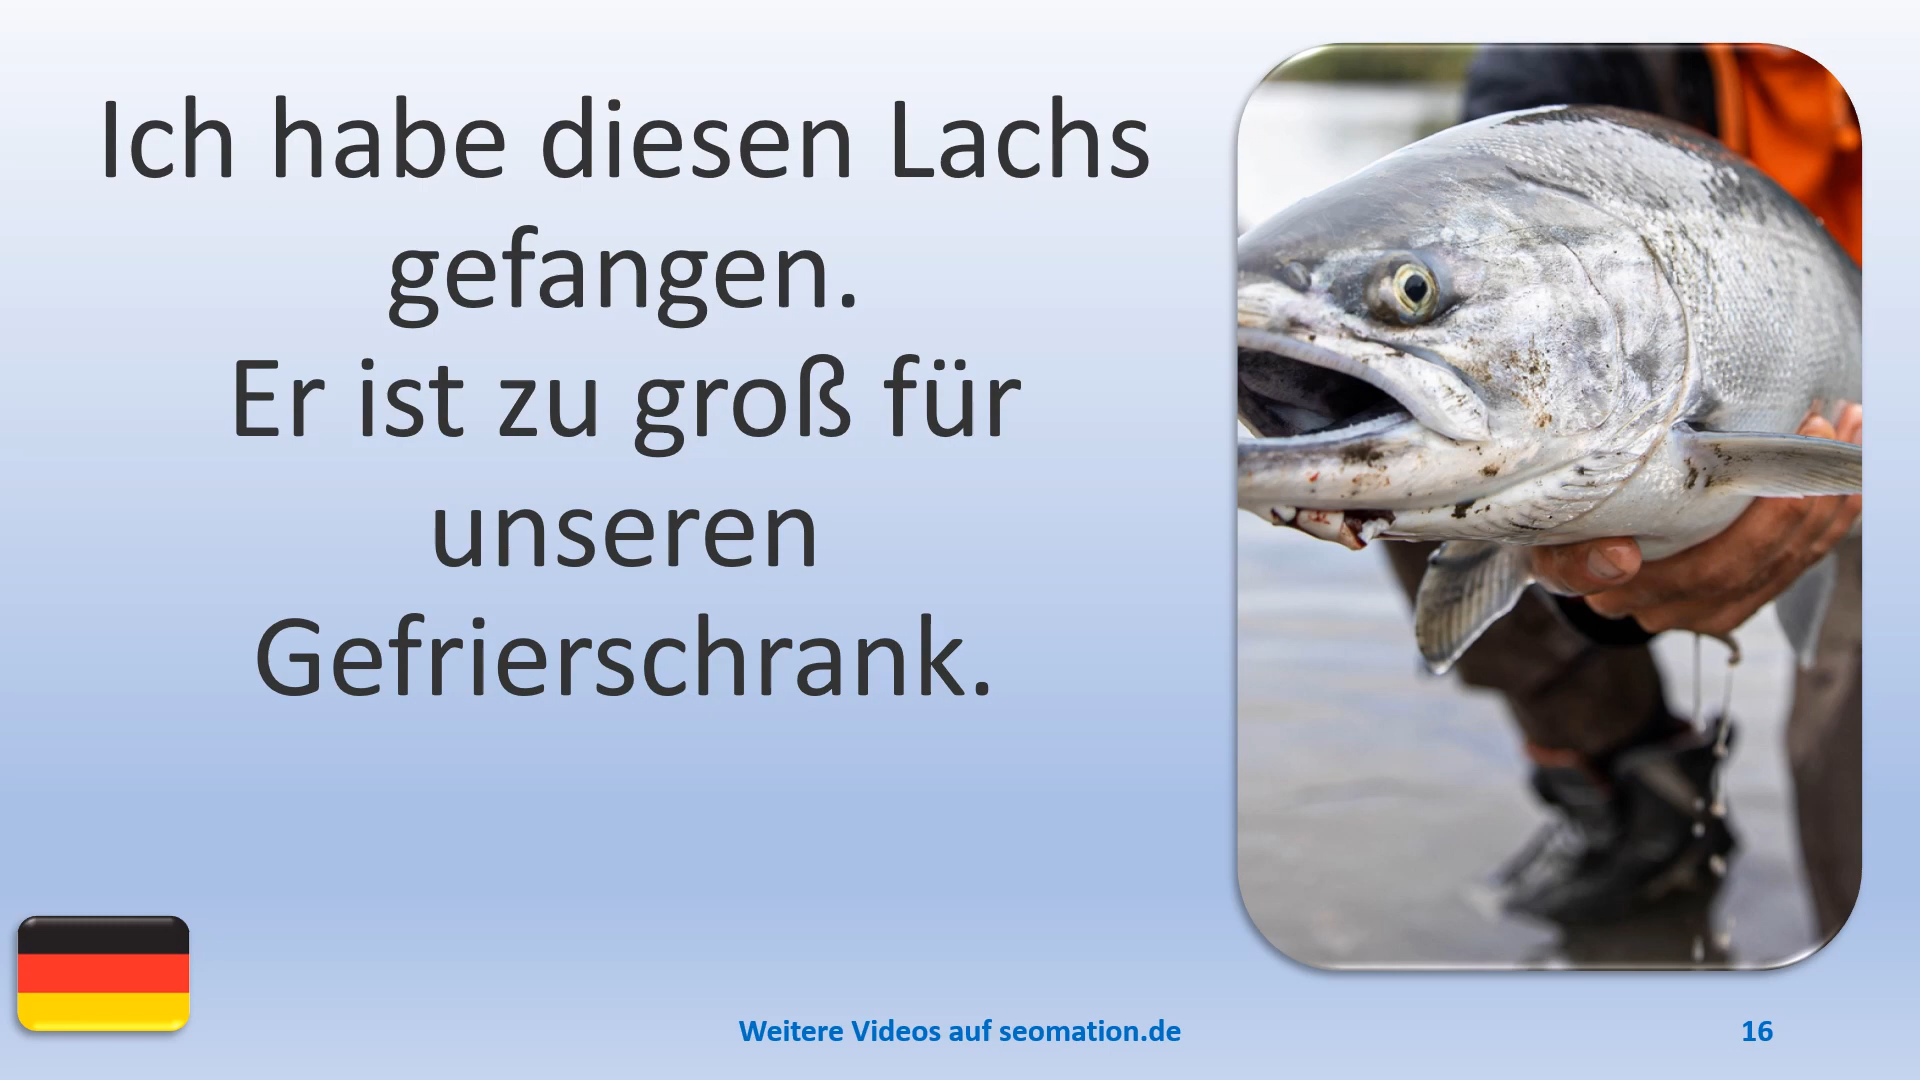 Ich habe diesen Lachs
gefangen.
Er ist zu groß für
unseren
Gefrierschrank.
Weitere Videos auf seomation.de
16